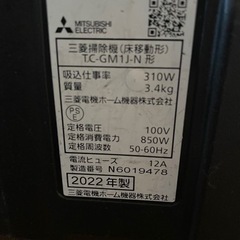 MITSUBISHI
ELECTRIC
三菱掃除機(床移動形)
TC-GM1J-N 形
吸込仕事率 310W
質量 3.4kg
三菱電機ホーム機器株式会社
PS
E
定格電圧 100V
定格消費電力 850W
定格周波数 50-60Hz
電流ヒューズ 12A
製造番号 N6019478
2022年製
三菱電機ホーム機器株式会社